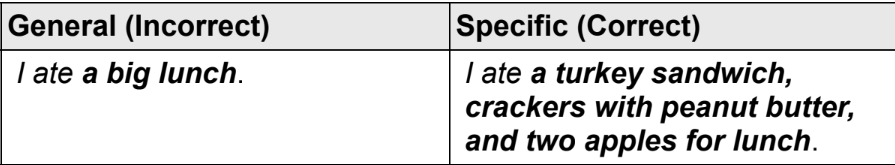 General (Incorrect) Specific (Correct)
I ate a big lunch. I ate a turkey sandwich,
crackers with peanut butter,
and two apples for lunch.